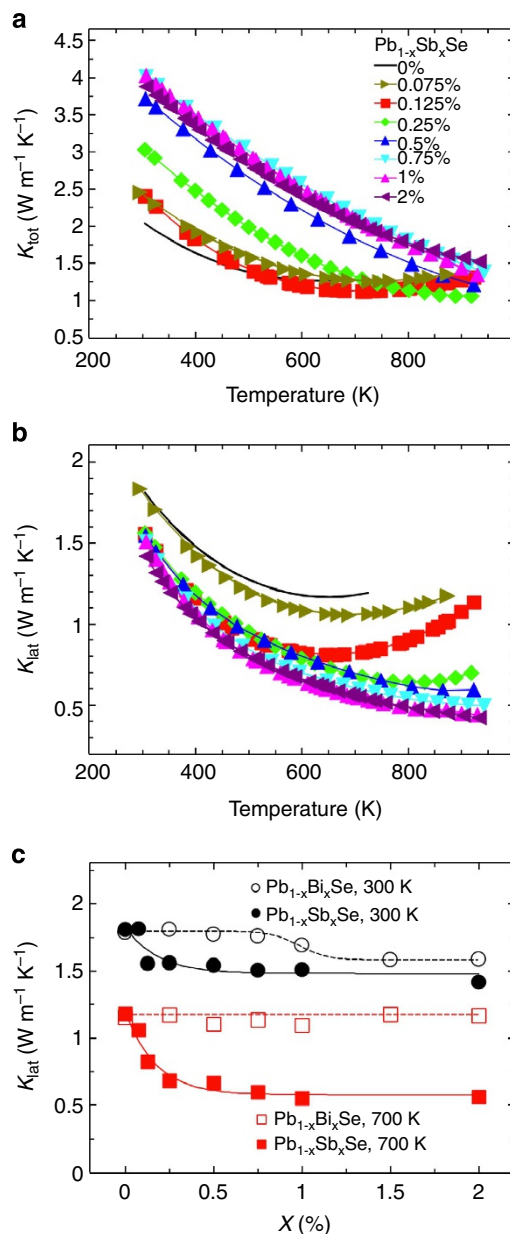 a
Pb1-xSbxSe
0%
0.075%
0.125%
0.25%
0.5%
0.75%
1%
2%
4.5
4
3.5
3
2.5
2
1.5
1
0.5
Ktot (W m−1 K−1)
200 400 600 800
Temperature (K)
b
2
1.5
1
0.5
Klat (W m−1 K−1)
200 400 600 800
Temperature (K)
c
Pb1-xBixSe, 300 K
Pb1-xSbxSe, 300 K
2
1.5
1
0.5
0
Klat (W m−1 K−1)
Pb1-xBixSe, 700 K
Pb1-xSbxSe, 700 K
0 0.5 1 1.5 2
X (%)